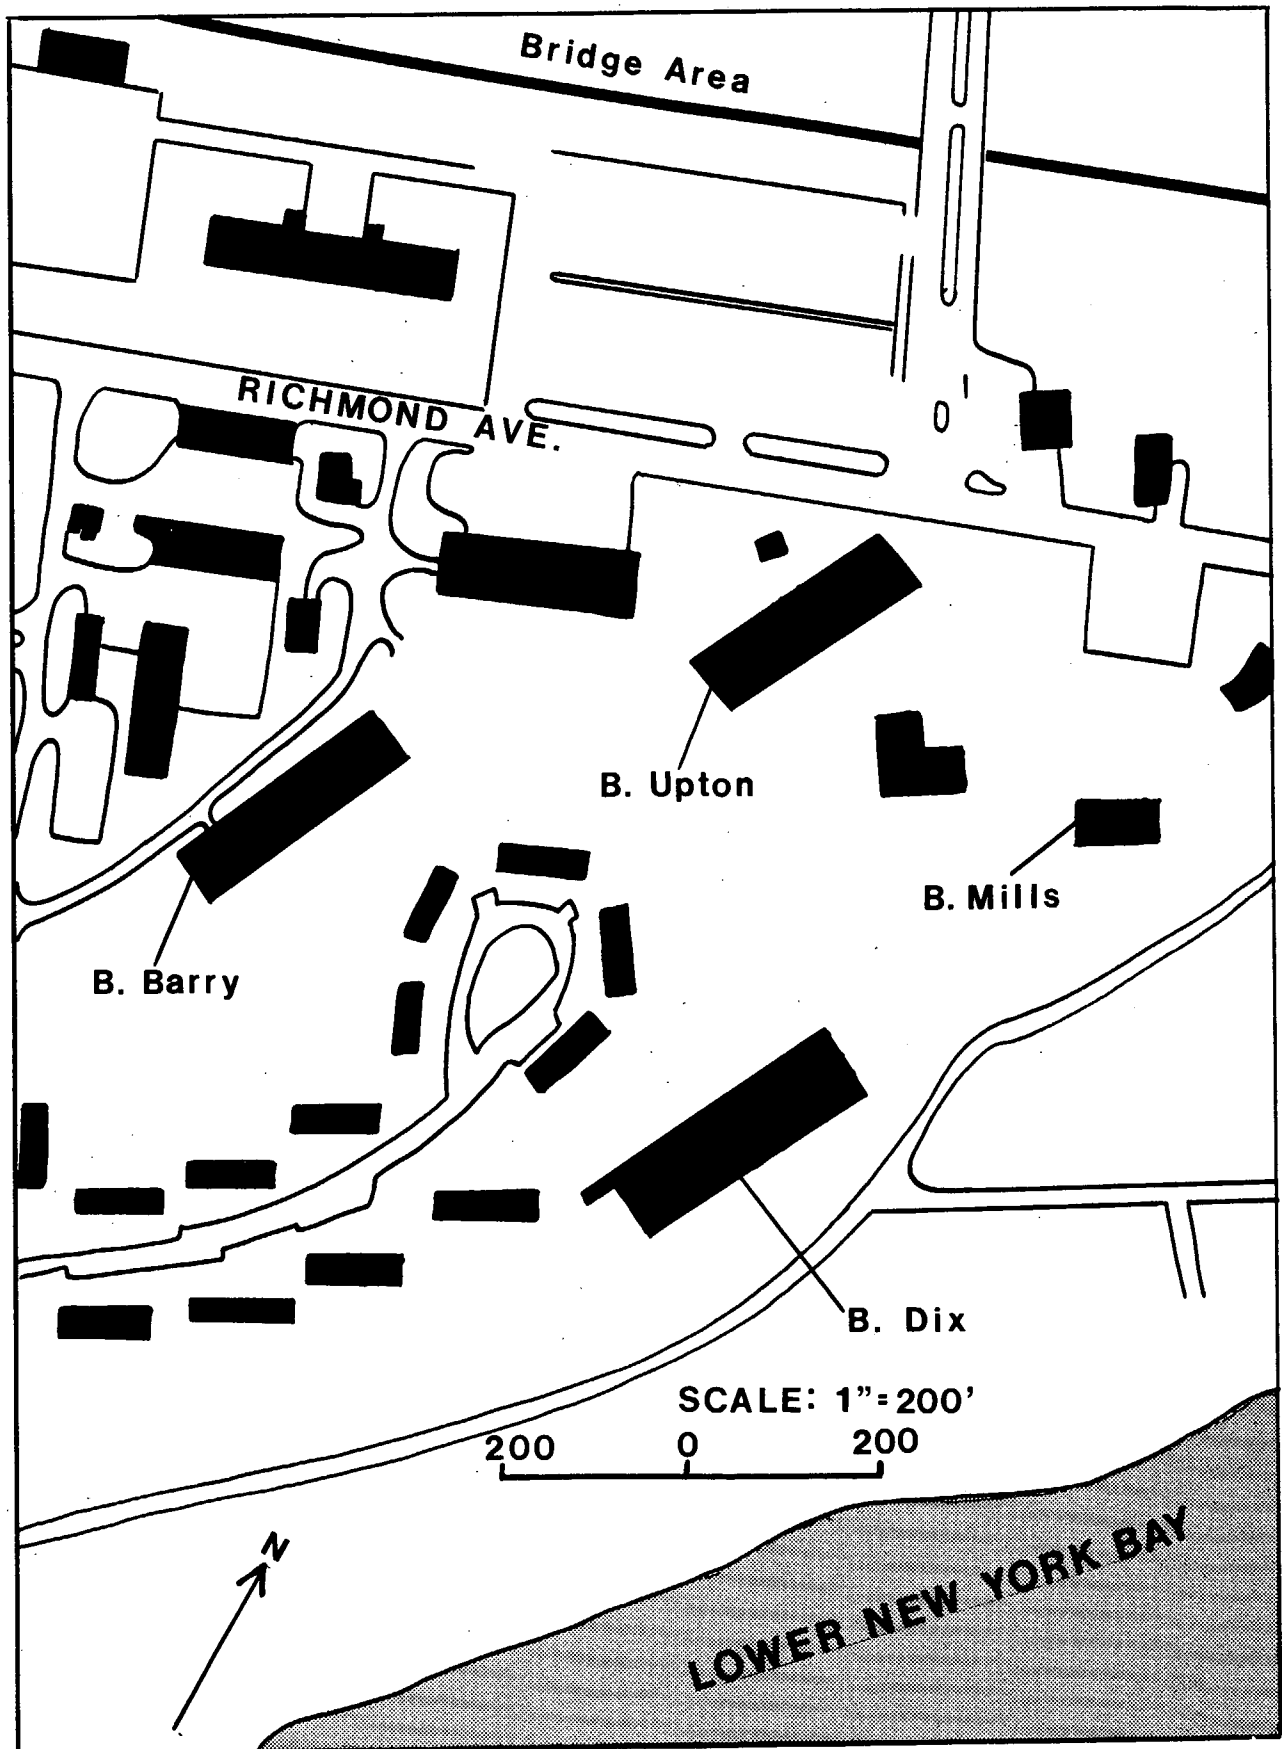 Bridge Area
RICHMOND AVE.
B. Upton
B. Mills
B. Barry
B. Dix
SCALE: 1"=200'
200 0 200
N
LOWER NEW YORK BAY